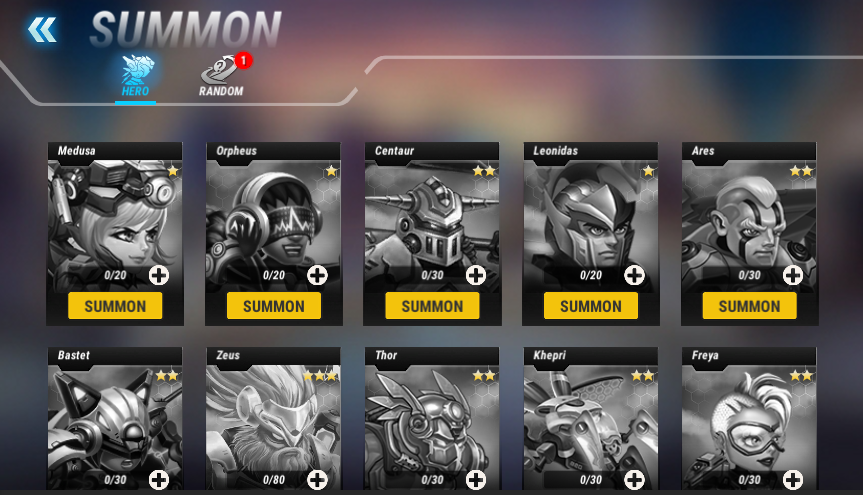 SUMMON
1
HERO
RANDOM
Medusa
Orpheus
Centaur
Leonidas
Ares
0/20
0/20
0/30
0/20
0/30
SUMMON
SUMMON
SUMMON
SUMMON
SUMMON
Bastet
Zeus
Thor
Khepri
Freya
0/30
0/80
0/30
0/30
0/30